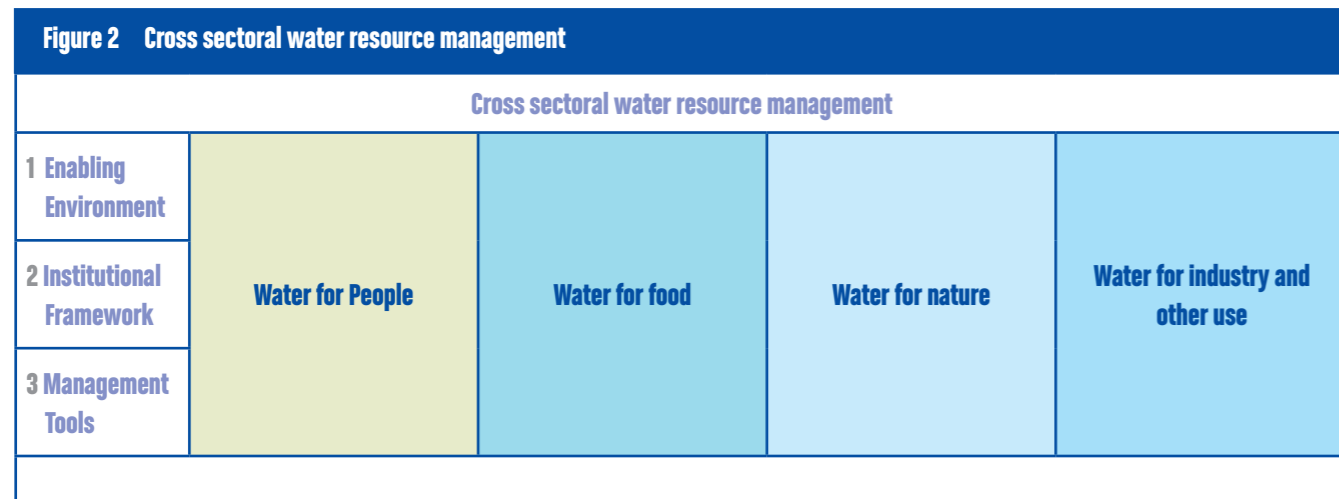 Figure 2 Cross sectoral water resource management
Cross sectoral water resource management
1 Enabling
Environment
2 Institutional
Framework
3 Management
Tools
Water for People
Water for food
Water for nature
Water for industry and
other use